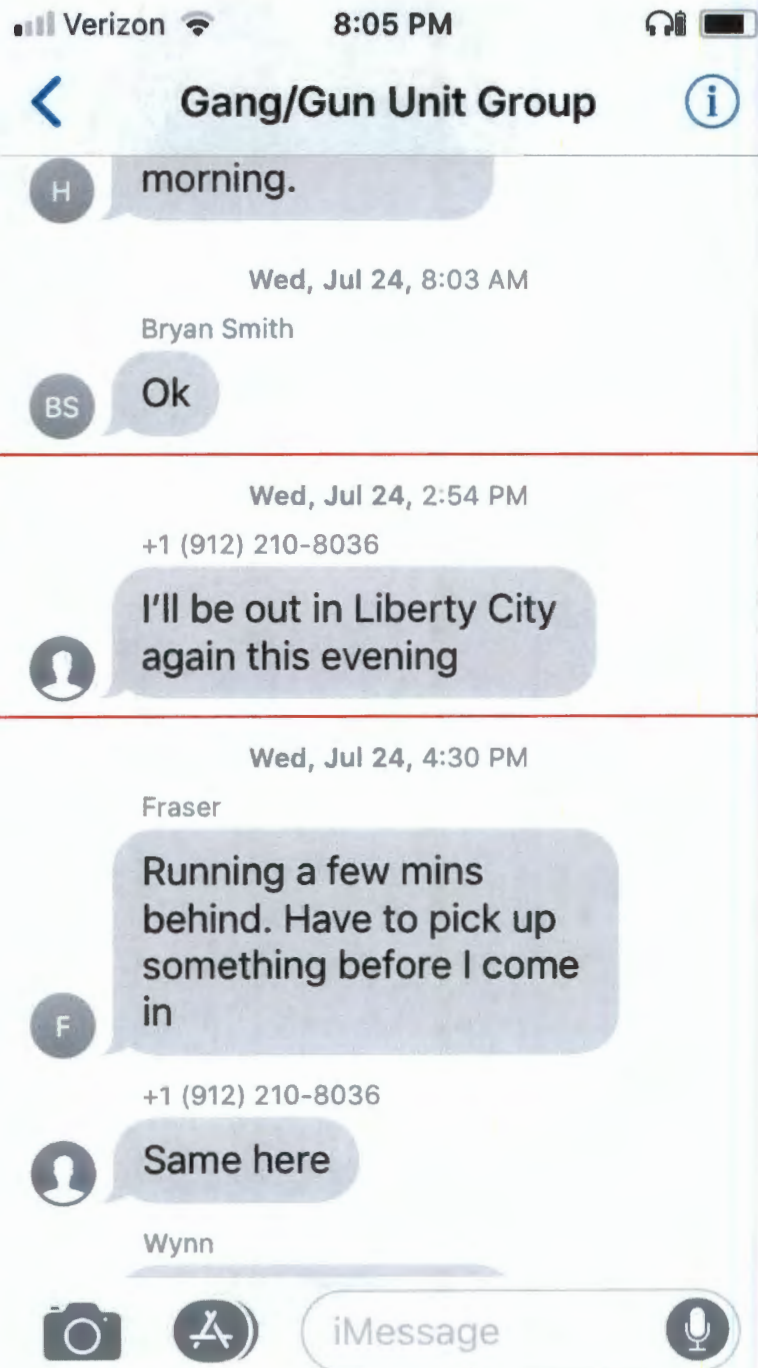 Verizon 8:05 PM
Gang/Gun Unit Group i
H morning.
Wed, Jul 24, 8:03 AM
Bryan Smith
BS Ok
Wed, Jul 24, 2:54 PM
+1 (912) 210-8036
I'll be out in Liberty City
again this evening
Wed, Jul 24, 4:30 PM
Fraser
Running a few mins
behind. Have to pick up
something before I come
F in
+1 (912) 210-8036
Same here
Wynn
iMessage